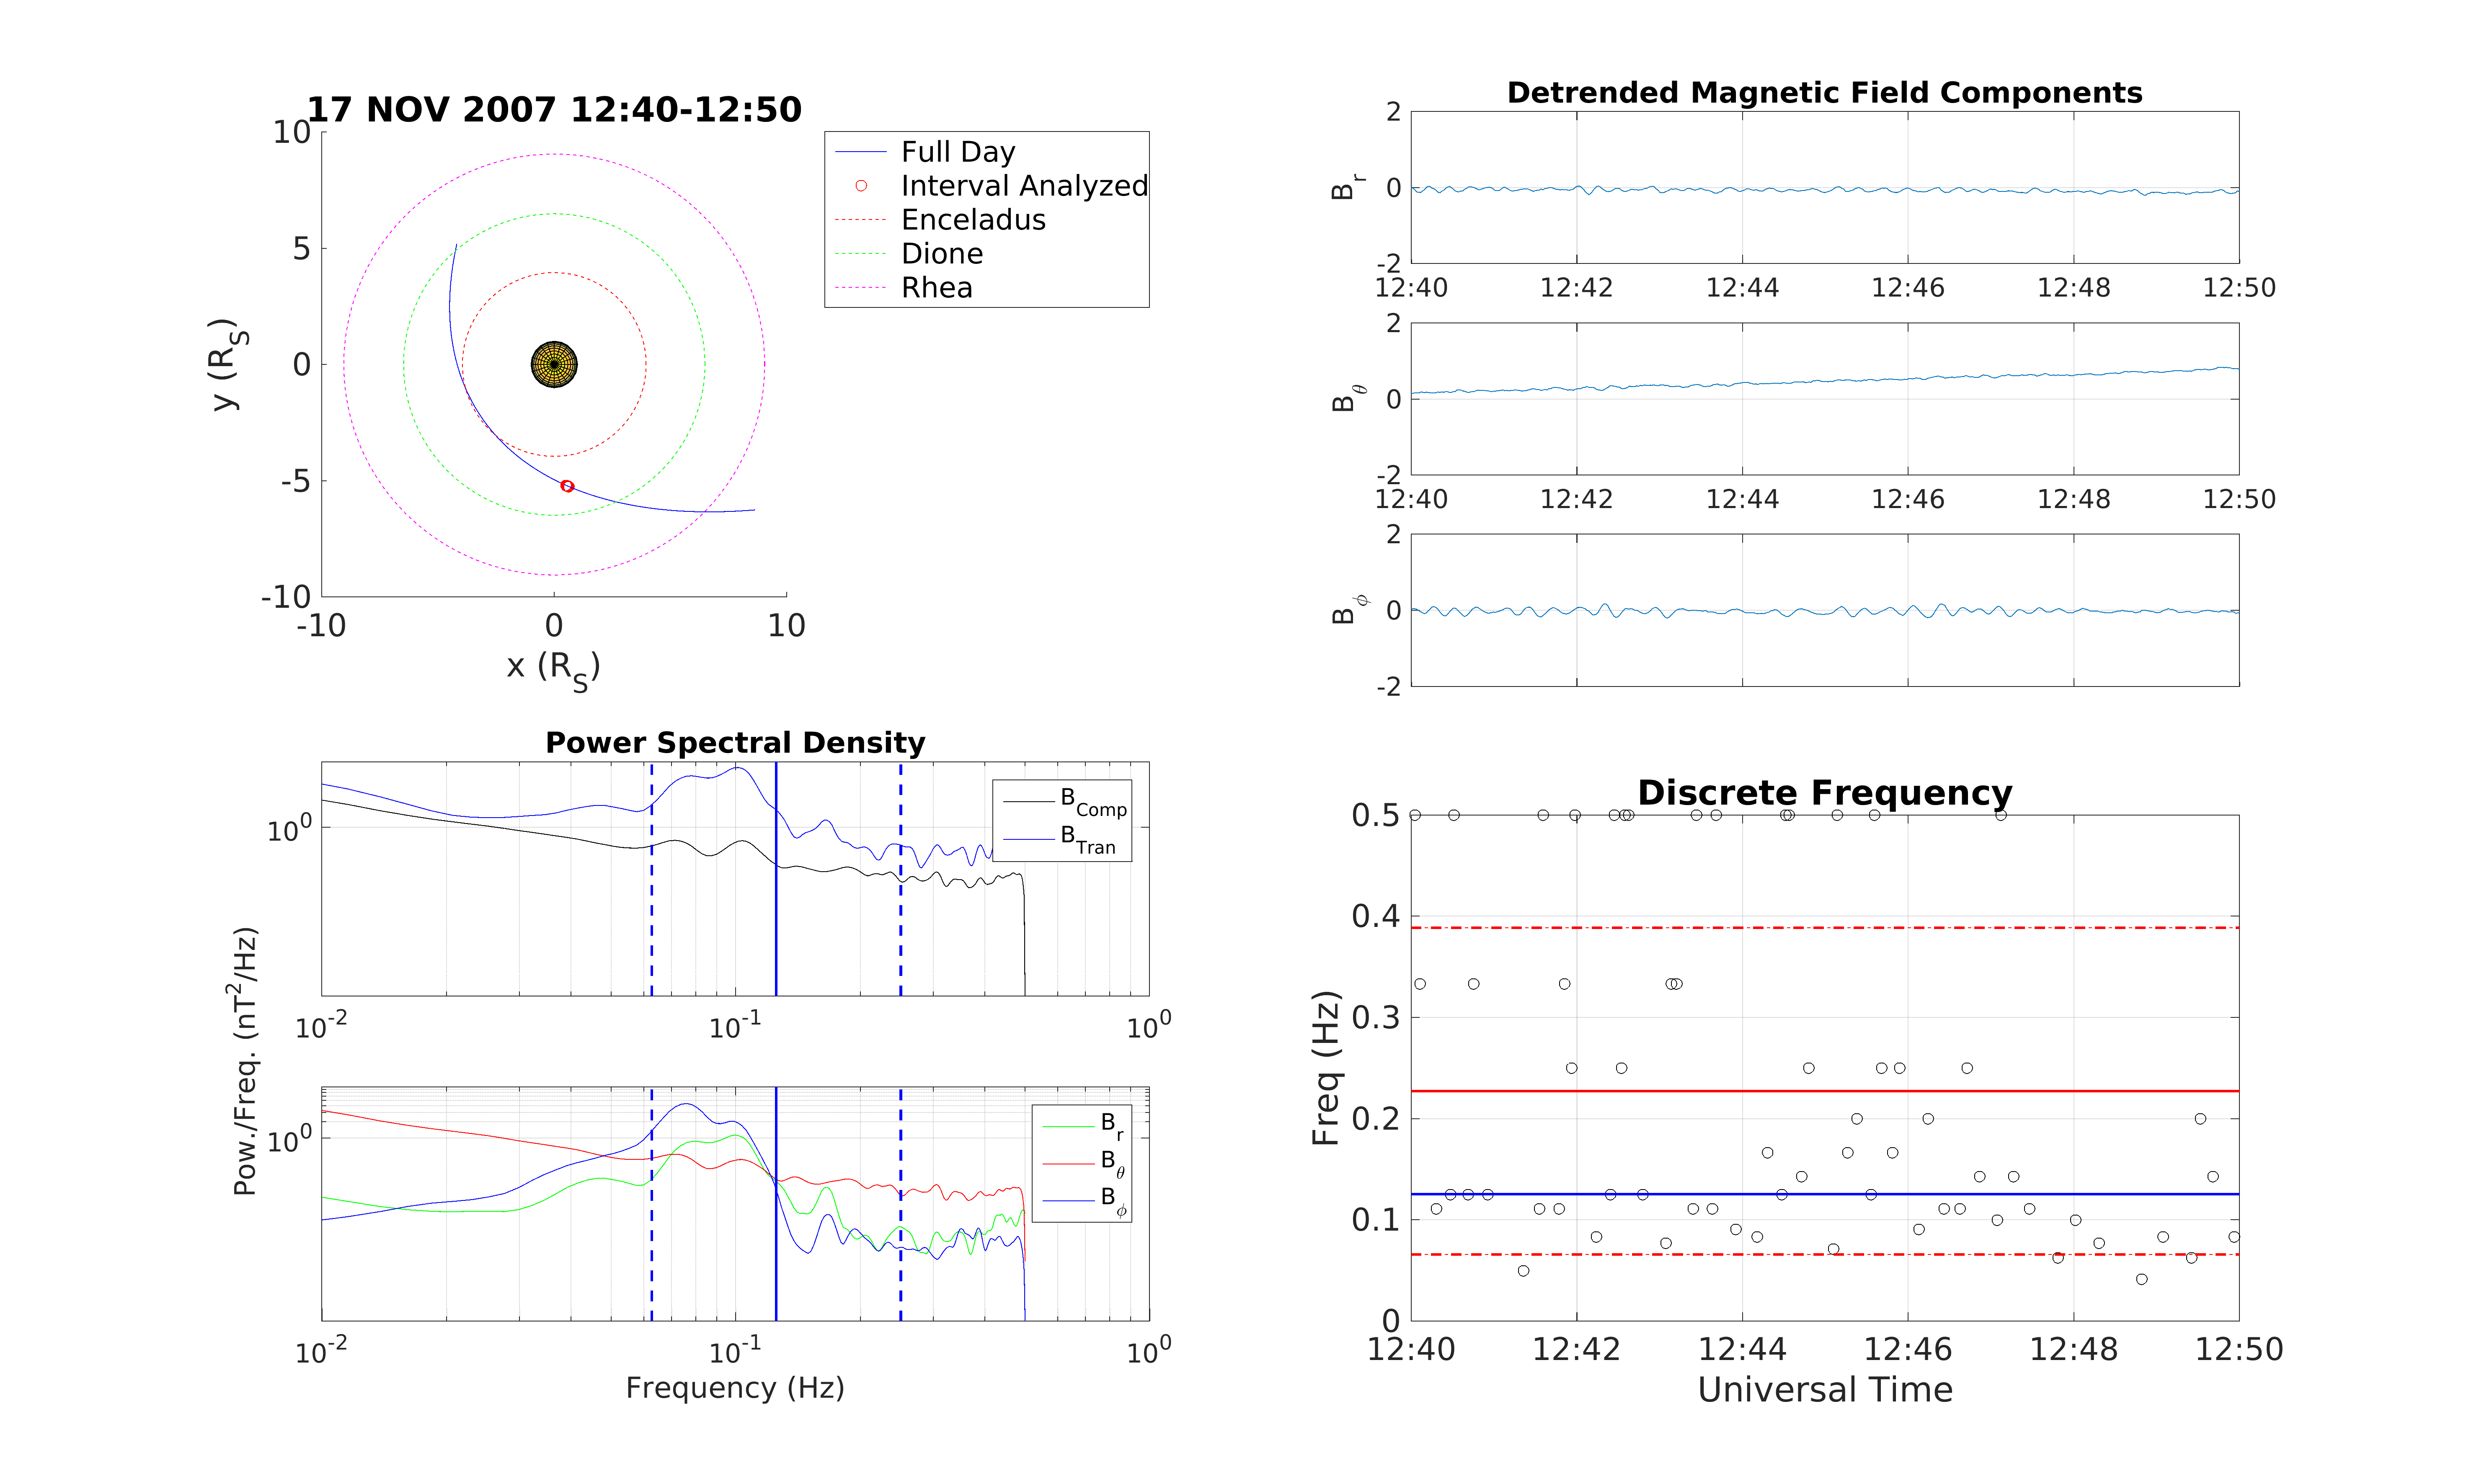 17 NOV 2007 12:40-12:50
10
5
0
-5
-10
-10
0
10
y (R_S)
x (R_S)
Full Day
Interval Analyzed
Enceladus
Dione
Rhea
Detrended Magnetic Field Components
2
0
-2
B_r
12:40
12:42
12:44
12:46
12:48
12:50
2
0
-2
B_θ
12:40
12:42
12:44
12:46
12:48
12:50
2
0
-2
B_ϕ
Power Spectral Density
10^0
B_Comp
B_Tran
10^-2
10^-1
10^0
Pow./Freq. (nT^2/Hz)
10^0
B_r
B_θ
B_ϕ
10^-2
10^-1
10^0
Frequency (Hz)
Discrete Frequency
0.5
0.4
0.3
0.2
0.1
0
Freq (Hz)
12:40
12:42
12:44
12:46
12:48
12:50
Universal Time